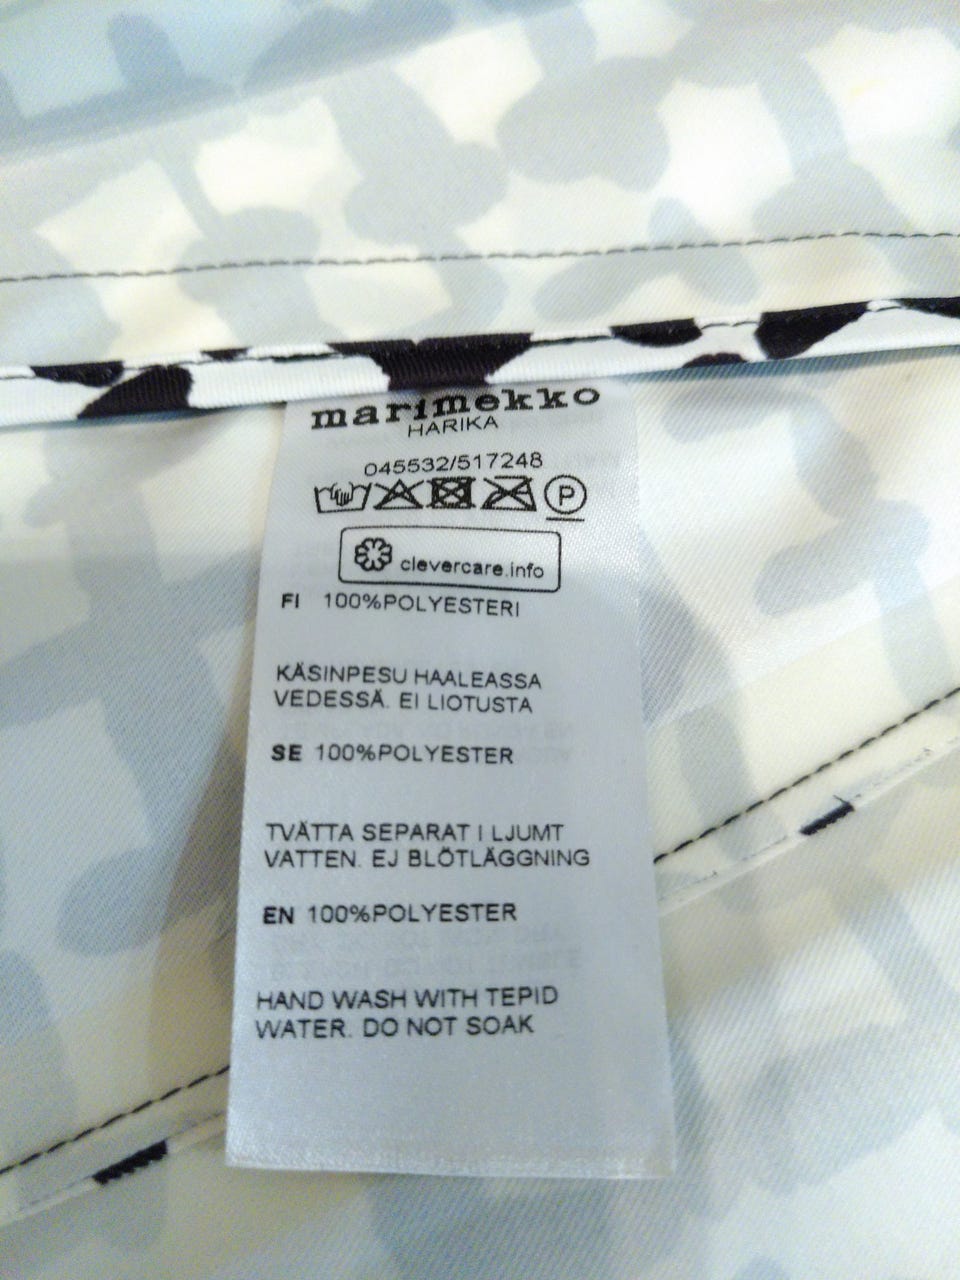 marimekko
HARIKA
045532/517248
P
clevercare.info
FI 100%POLYESTERI
KÄSINPESU HAALEASSA
VEDESSÄ. EI LIOTUSTA
SE 100%POLYESTER
TVÄTTA SEPARAT I LJUMT
VATTEN. EJ BLÖTLÄGGNING
EN 100%POLYESTER
HAND WASH WITH TEPID
WATER. DO NOT SOAK